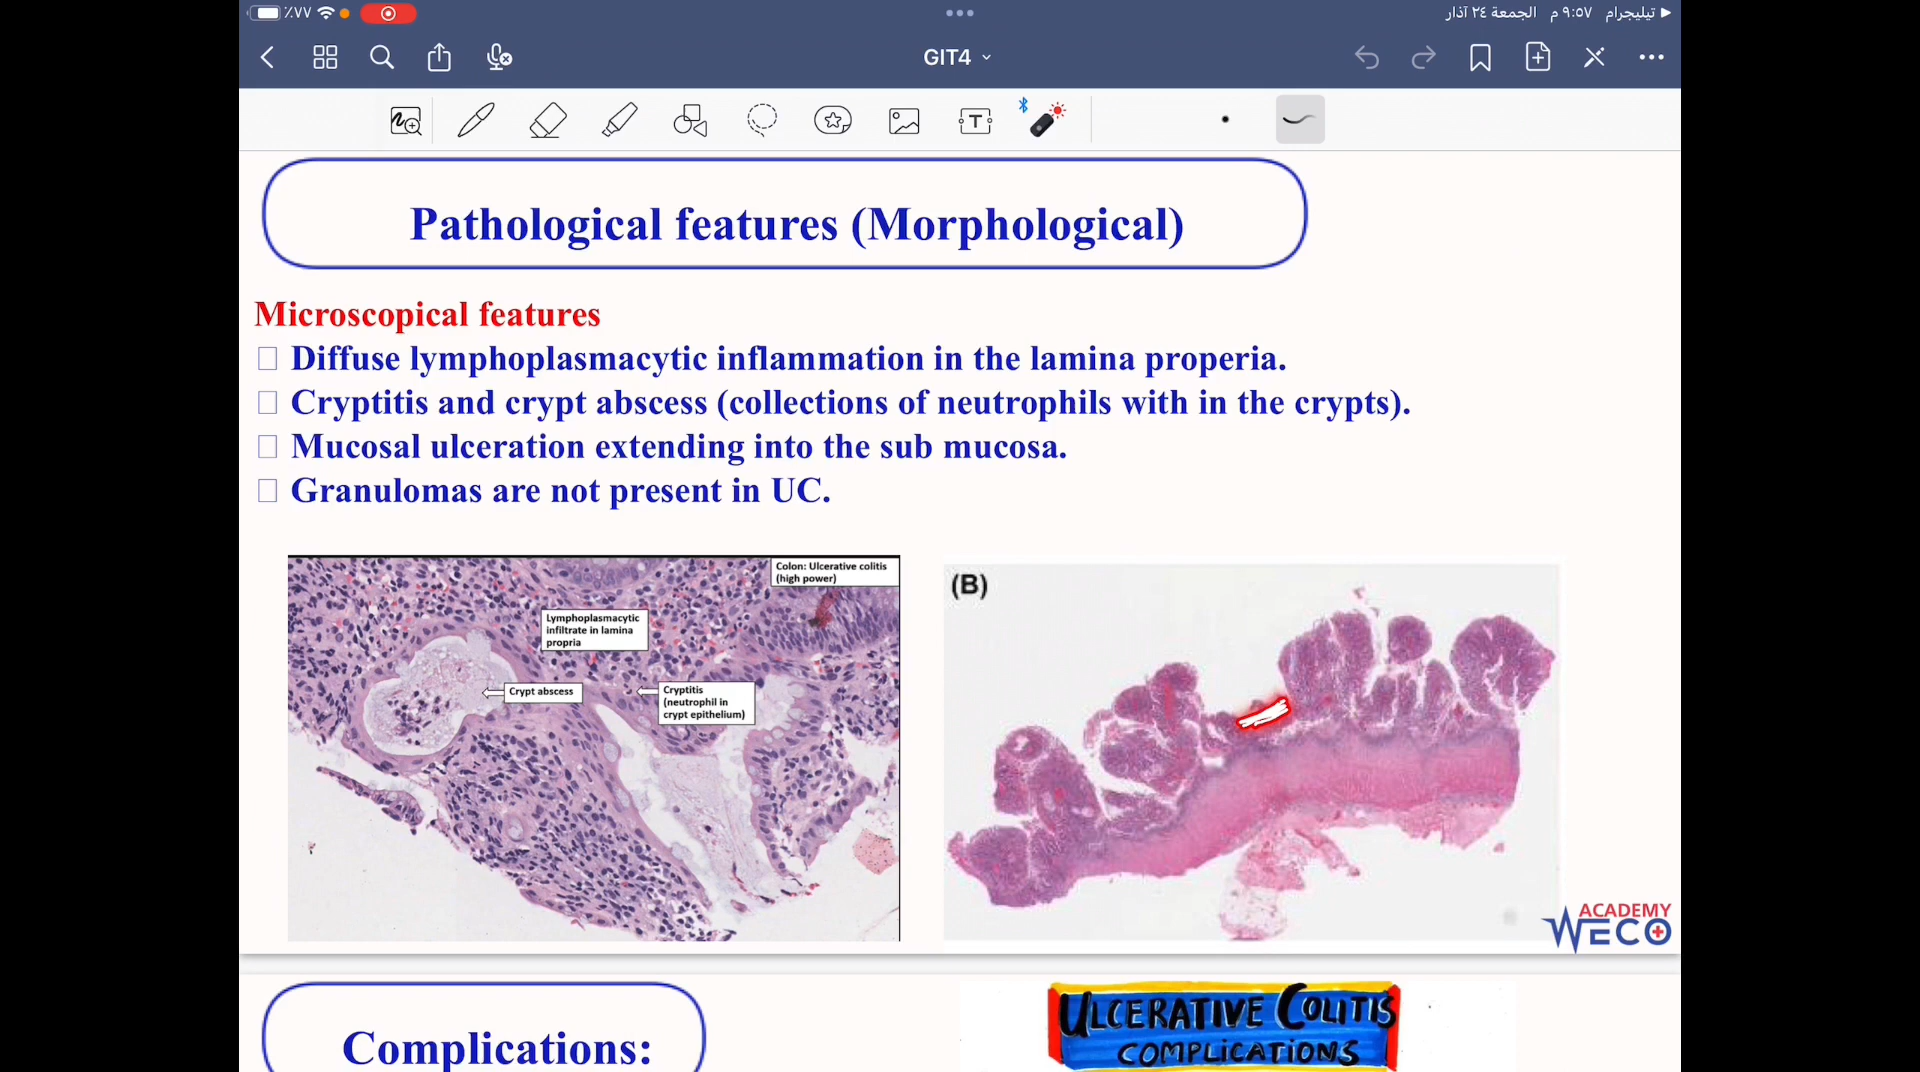 ٪٧٧
تيليجرام ٩:٥٧ م الجمعة ٢٤ آذار
GIT4
T
Pathological features (Morphological)
Microscopical features
Diffuse lymphoplasmacytic inflammation in the lamina properia.
Cryptitis and crypt abscess (collections of neutrophils with in the crypts).
Mucosal ulceration extending into the sub mucosa.
Granulomas are not present in UC.
Colon: Ulcerative colitis
(high power)
Lymphoplasmacytic
infiltrate in lamina
propria
Crypt abscess
Cryptitis
(neutrophil in
crypt epithelium)
(B)
ACADEMY
WECO
Complications:
ULCERATIVE COLITIS
COMPLICATIONS